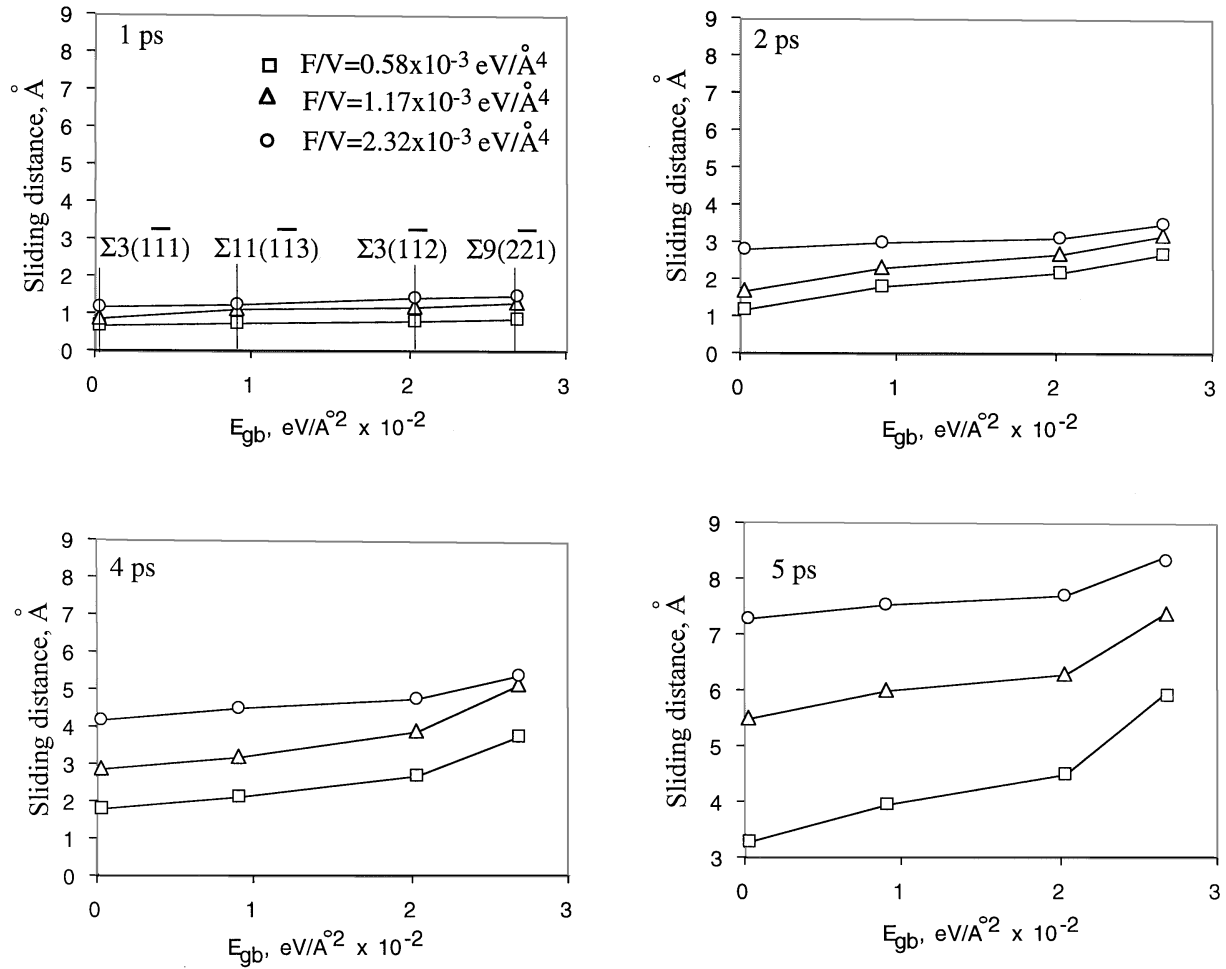 1 ps
F/V=0.58x10⁻³ eV/Å⁴
F/V=1.17x10⁻³ eV/Å⁴
F/V=2.32x10⁻³ eV/Å⁴
Σ3(11̅1) Σ11(11̅3) Σ3(11̅2) Σ9(22̅1)
Sliding distance, Å
9
8
7
6
5
4
3
2
1
0
0 1 2 3
E_gb, eV/A°² x 10⁻²
2 ps
Sliding distance, Å
9
8
7
6
5
4
3
2
1
0
0 1 2 3
E_gb, eV/A°² x 10⁻²
4 ps
Sliding distance, Å
9
8
7
6
5
4
3
2
1
0
0 1 2 3
E_gb, eV/A°² x 10⁻²
5 ps
Sliding distance, Å
9
8
7
6
5
4
3
0 1 2 3
E_gb, eV/A°² x 10⁻²